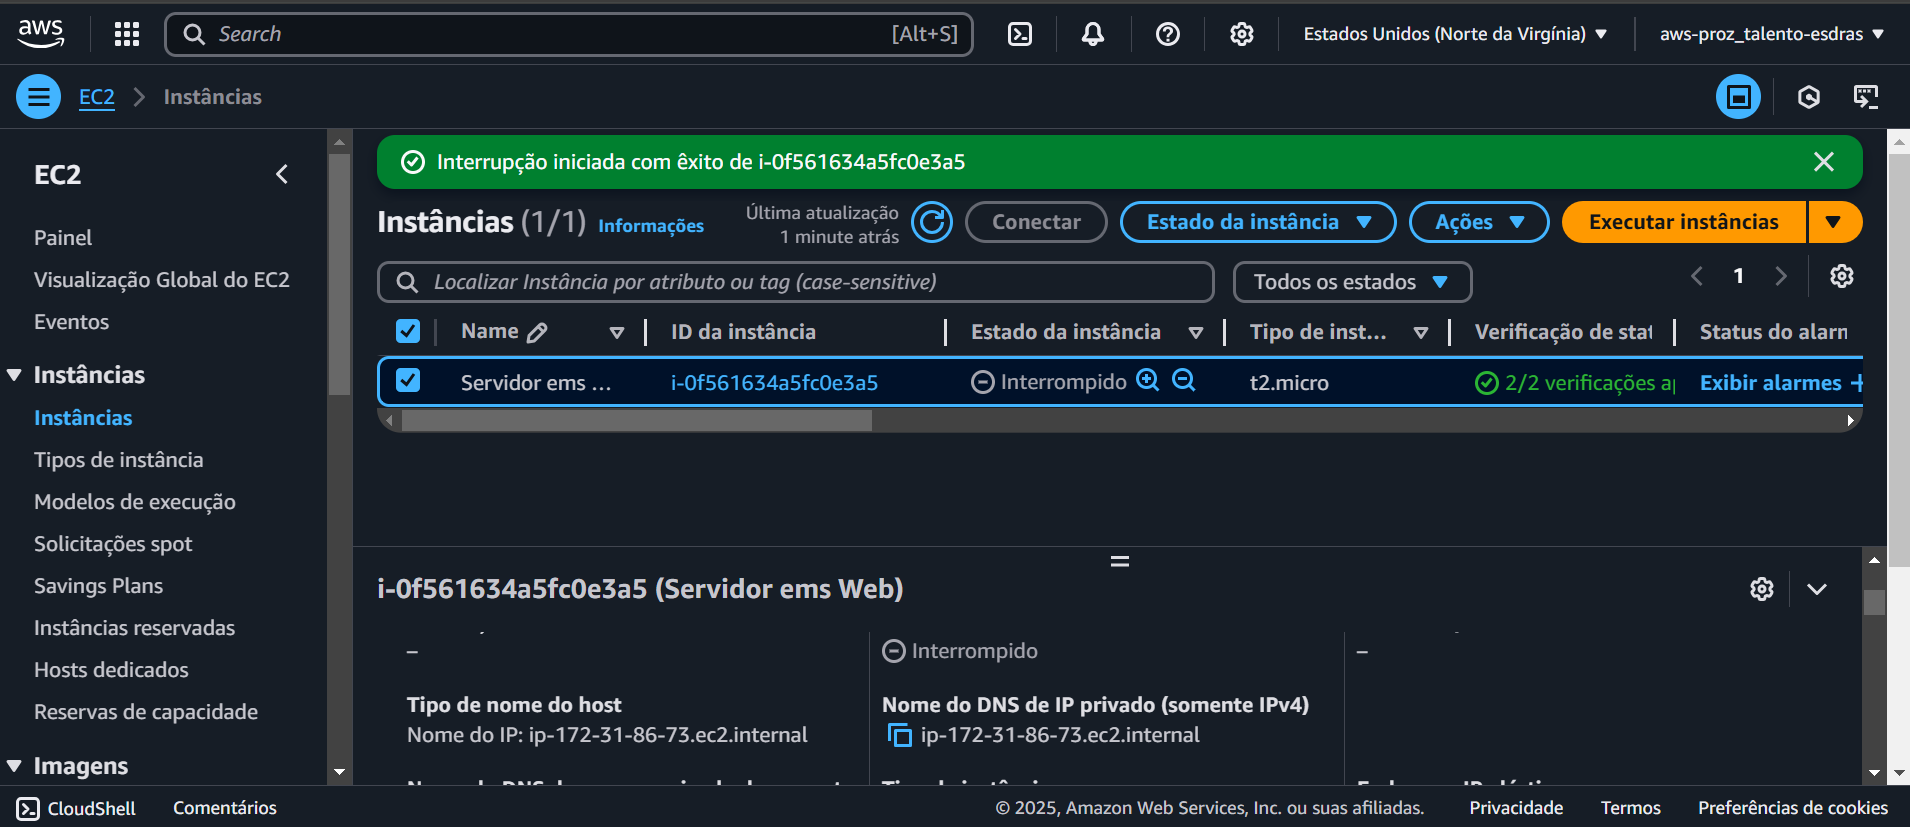 aws
Search [Alt+S]
Estados Unidos (Norte da Virgínia)
aws-proz_talento-esdras
EC2 > Instâncias
EC2
Painel
Visualização Global do EC2
Eventos
Instâncias
Instâncias
Tipos de instância
Modelos de execução
Solicitações spot
Savings Plans
Instâncias reservadas
Hosts dedicados
Reservas de capacidade
Imagens
Interrupção iniciada com êxito de i-0f561634a5fc0e3a5
Instâncias (1/1) Informações
Última atualização
1 minute atrás
Conectar
Estado da instância
Ações
Executar instâncias
Localizar Instância por atributo ou tag (case-sensitive)
Todos os estados
1
Name ID da instância Estado da instância Tipo de inst... Verificação de stat Status do alarn
Servidor ems ... i-0f561634a5fc0e3a5 Interrompido t2.micro 2/2 verificações a Exibir alarmes +
i-0f561634a5fc0e3a5 (Servidor ems Web)
–
Interrompido
–
Tipo de nome do host
Nome do IP: ip-172-31-86-73.ec2.internal
Nome do DNS de IP privado (somente IPv4)
ip-172-31-86-73.ec2.internal
CloudShell Comentários © 2025, Amazon Web Services, Inc. ou suas afiliadas. Privacidade Termos Preferências de cookies